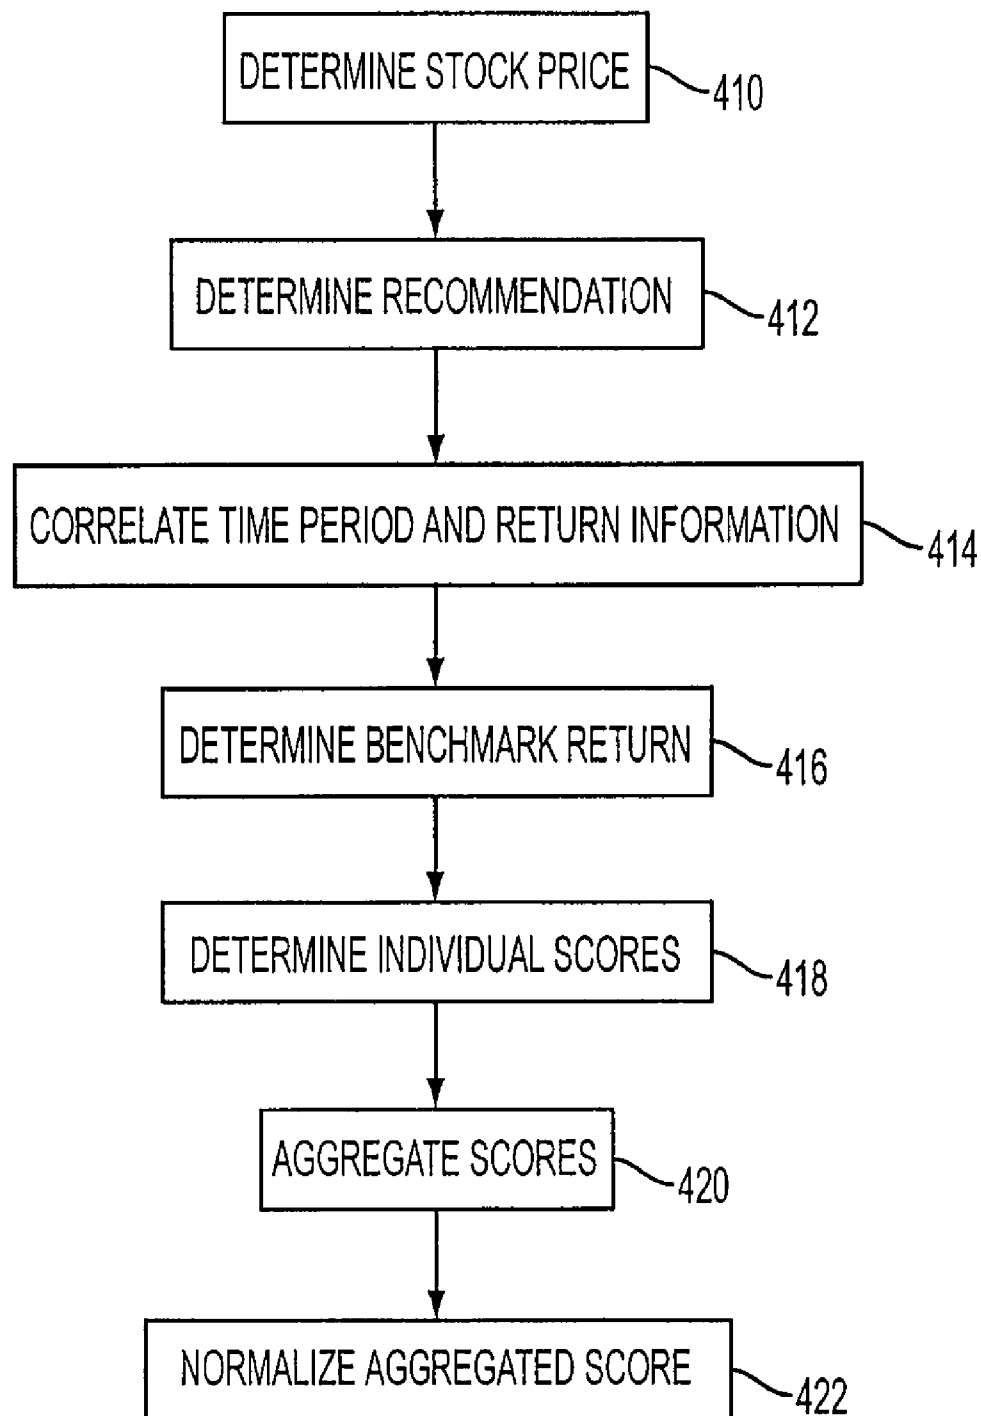 DETERMINE STOCK PRICE
410
DETERMINE RECOMMENDATION
412
CORRELATE TIME PERIOD AND RETURN INFORMATION
414
DETERMINE BENCHMARK RETURN
416
DETERMINE INDIVIDUAL SCORES
418
AGGREGATE SCORES
420
NORMALIZE AGGREGATED SCORE
422